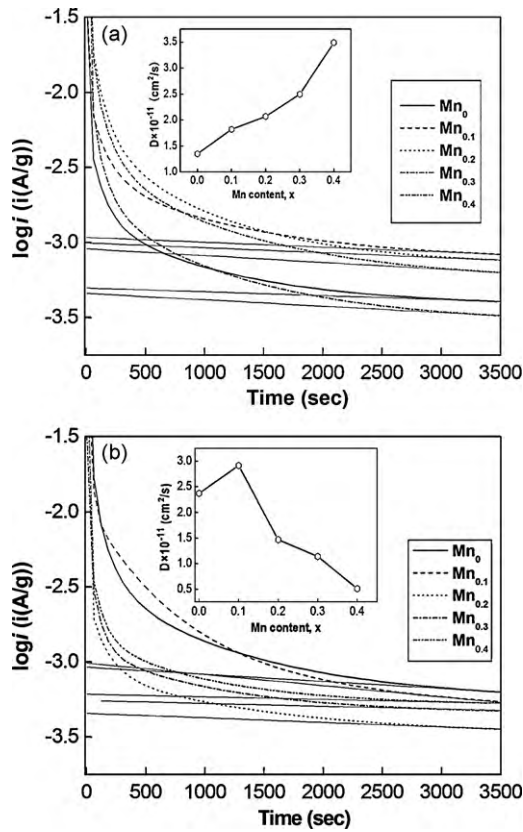 (a)
log i (i(A/g))
-1.5
-2.0
-2.5
-3.0
-3.5
0 500 1000 1500 2000 2500 3000 3500
Time (sec)
D×10⁻¹¹ (cm²/s)
3.5
3.0
2.5
2.0
1.5
1.0
0.0 0.1 0.2 0.3 0.4
Mn content, x
Mn₀
Mn₀.₁
Mn₀.₂
Mn₀.₃
Mn₀.₄
(b)
log i (i(A/g))
-1.5
-2.0
-2.5
-3.0
-3.5
0 500 1000 1500 2000 2500 3000 3500
Time (sec)
D×10⁻¹¹ (cm²/s)
3.0
2.5
2.0
1.5
1.0
0.5
0.0 0.1 0.2 0.3 0.4
Mn content, x
Mn₀
Mn₀.₁
Mn₀.₂
Mn₀.₃
Mn₀.₄